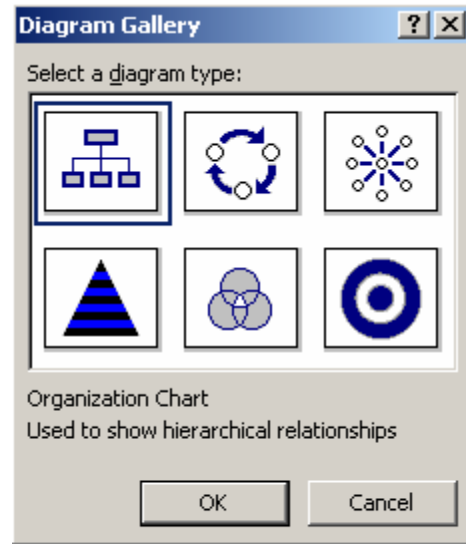 Diagram Gallery
Select a diagram type:
Organization Chart
Used to show hierarchical relationships
OK Cancel